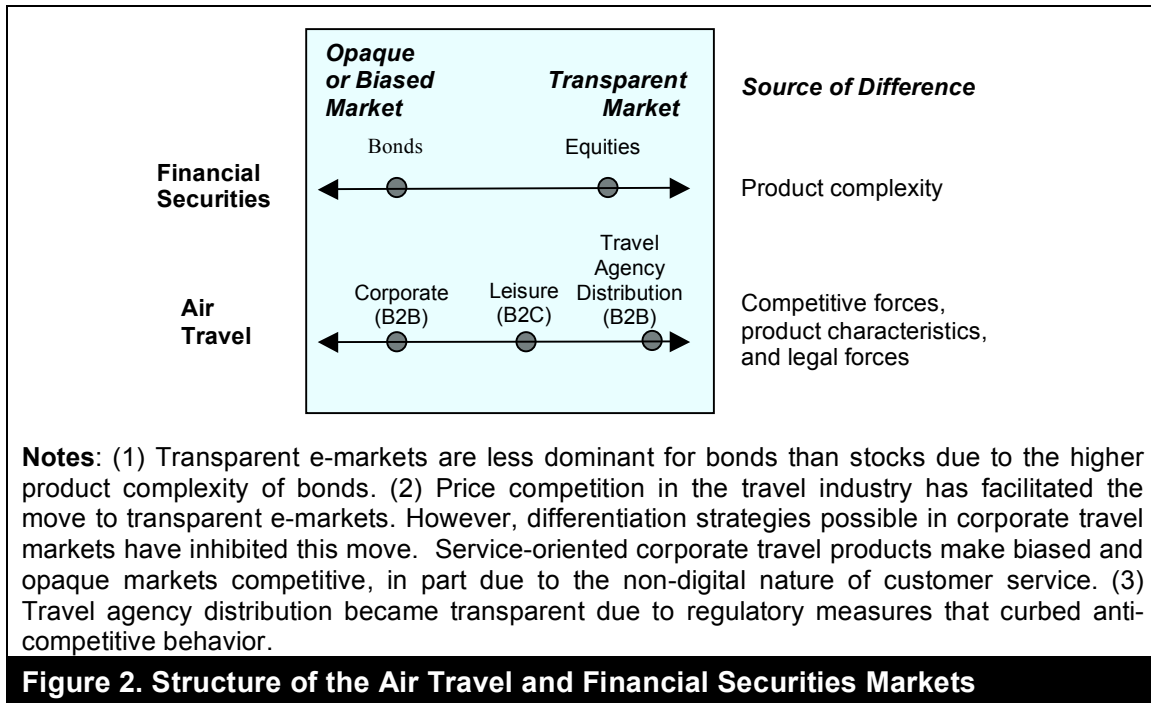 Opaque
or Biased
Market
Transparent
Market
Source of Difference
Bonds
Equities
Financial
Securities
Product complexity
Travel
Agency
Distribution
(B2B)
Leisure
(B2C)
Corporate
(B2B)
Air
Travel
Competitive forces,
product characteristics,
and legal forces
Notes: (1) Transparent e-markets are less dominant for bonds than stocks due to the higher
product complexity of bonds. (2) Price competition in the travel industry has facilitated the
move to transparent e-markets. However, differentiation strategies possible in corporate travel
markets have inhibited this move. Service-oriented corporate travel products make biased and
opaque markets competitive, in part due to the non-digital nature of customer service. (3)
Travel agency distribution became transparent due to regulatory measures that curbed anti-
competitive behavior.
Figure 2. Structure of the Air Travel and Financial Securities Markets